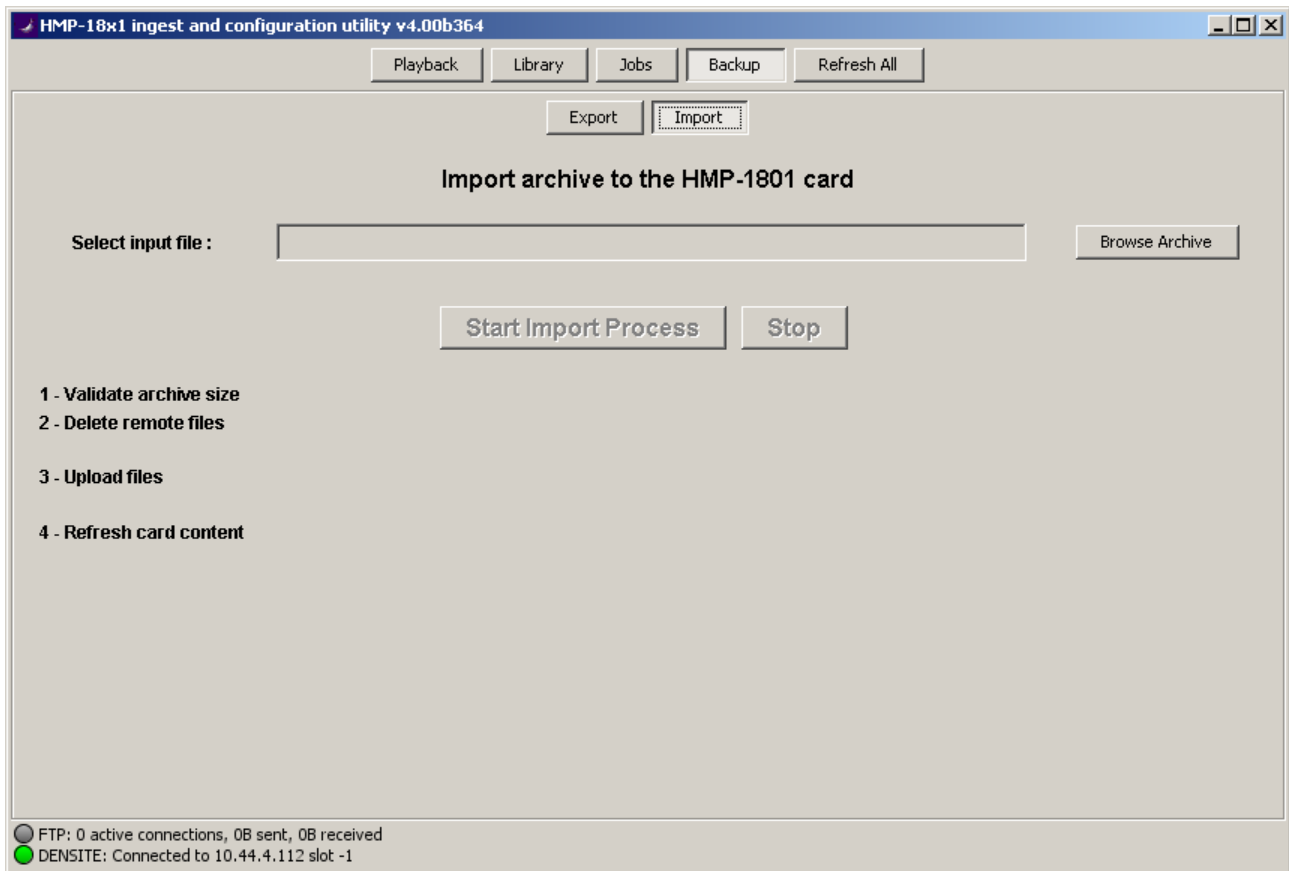 HMP-18x1 ingest and configuration utility v4.00b364
Playback Library Jobs Backup Refresh All
Export Import
Import archive to the HMP-1801 card
Select input file : Browse Archive
Start Import Process Stop
1 - Validate archive size
2 - Delete remote files
3 - Upload files
4 - Refresh card content
FTP: 0 active connections, 0B sent, 0B received
DENSITE: Connected to 10.44.4.112 slot -1